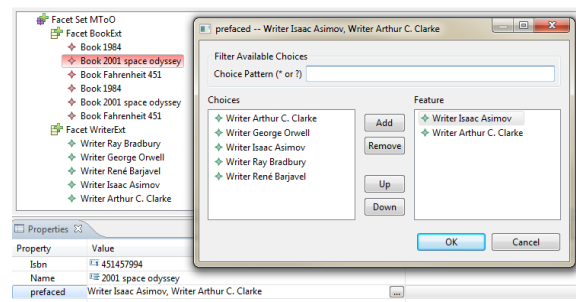 Facet Set MToO
Facet BookExt
Book 1984
Book 2001 space odyssey
Book Fahrenheit 451
Book 1984
Book 2001 space odyssey
Book Fahrenheit 451
Facet WriterExt
Writer Ray Bradbury
Writer George Orwell
Writer René Barjavel
Writer Isaac Asimov
Writer Arthur C. Clarke
prefaced -- Writer Isaac Asimov, Writer Arthur C. Clarke
Filter Available Choices
Choice Pattern (* or ?)
Choices
Writer Arthur C. Clarke
Writer George Orwell
Writer Isaac Asimov
Writer Ray Bradbury
Writer René Barjavel
Add
Remove
Up
Down
Feature
Writer Isaac Asimov
Writer Arthur C. Clarke
OK Cancel
Properties
Property Value
Isbn 451457994
Name 2001 space odyssey
prefaced Writer Isaac Asimov, Writer Arthur C. Clarke ...